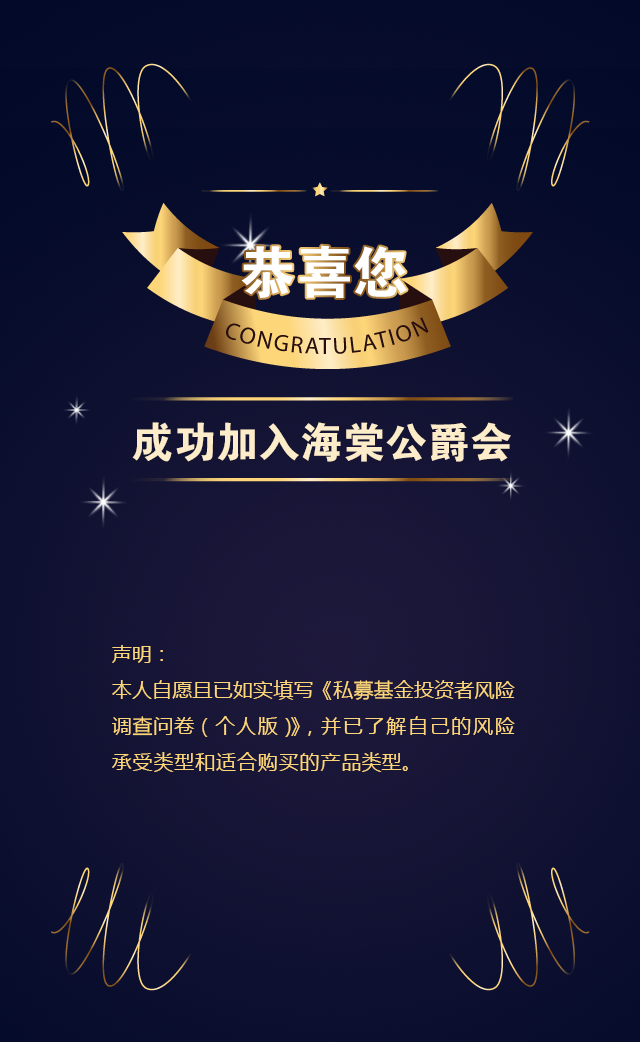 恭喜您
CONGRATULATION
成功加入海棠公爵会
声明：
本人自愿且已如实填写《私募基金投资者风险
调查问卷（个人版）》，并已了解自己的风险
承受类型和适合购买的产品类型。